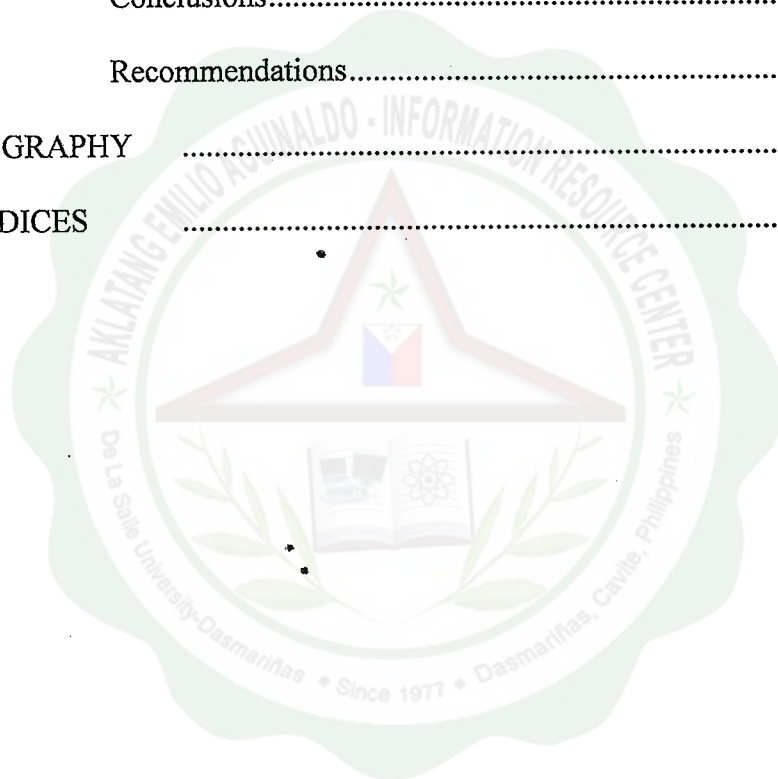 Conclusions..........................................................
Recommendations..........................................................
GRAPHY ..........................................................
DICES ..........................................................
AKLATANG EMILIO AGUINALDO - INFORMATION RESOURCE CENTER
De La Salle University-Dasmariñas • Since 1977 • Dasmariñas, Cavite, Philippines